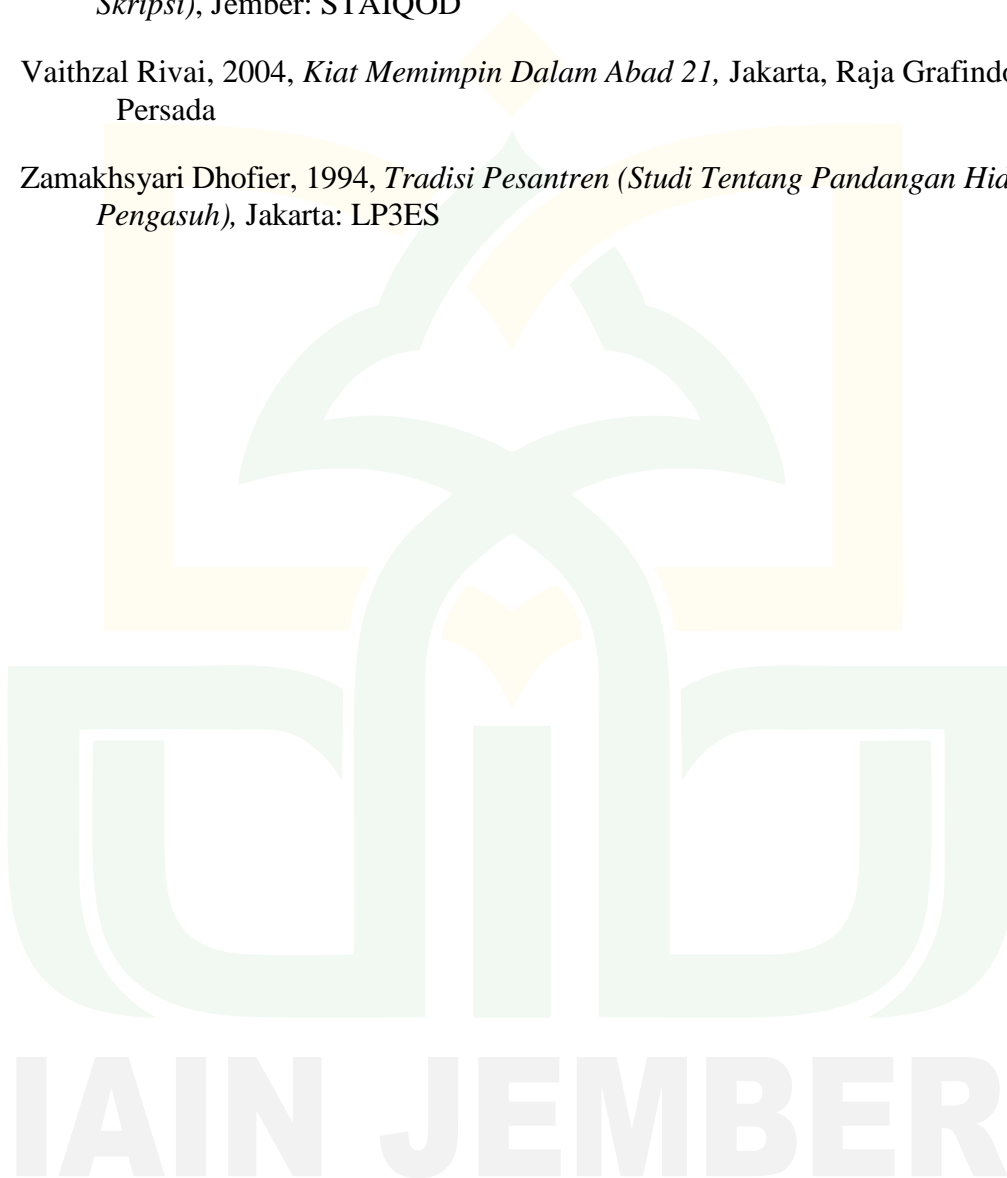 Skripsi), Jember: STAIQOD
Vaithzal Rivai, 2004, Kiat Memimpin Dalam Abad 21, Jakarta, Raja Grafindo
Persada
Zamakhsyari Dhofier, 1994, Tradisi Pesantren (Studi Tentang Pandangan Hid
Pengasuh), Jakarta: LP3ES
IAIN JEMBER